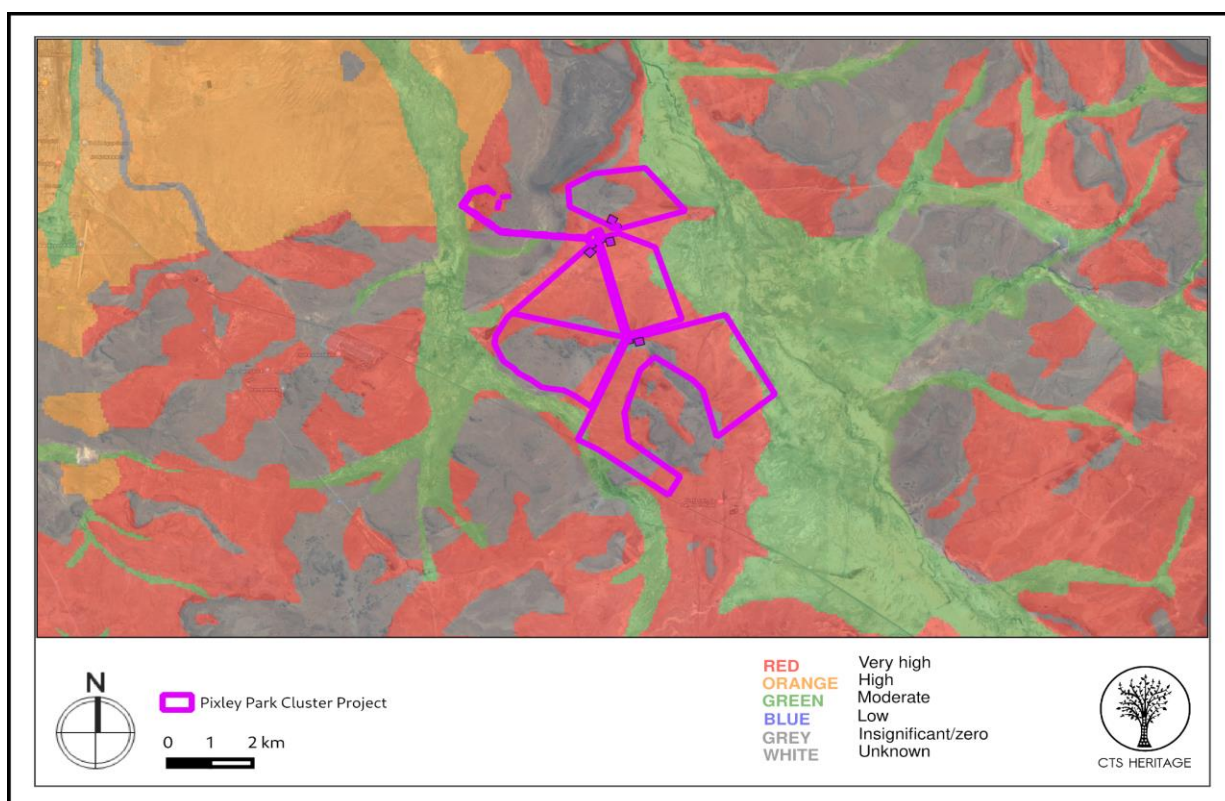 N
Pixley Park Cluster Project
0 1 2 km
RED Very high
ORANGE High
GREEN Moderate
BLUE Low
GREY Insignificant/zero
WHITE Unknown
CTS HERITAGE